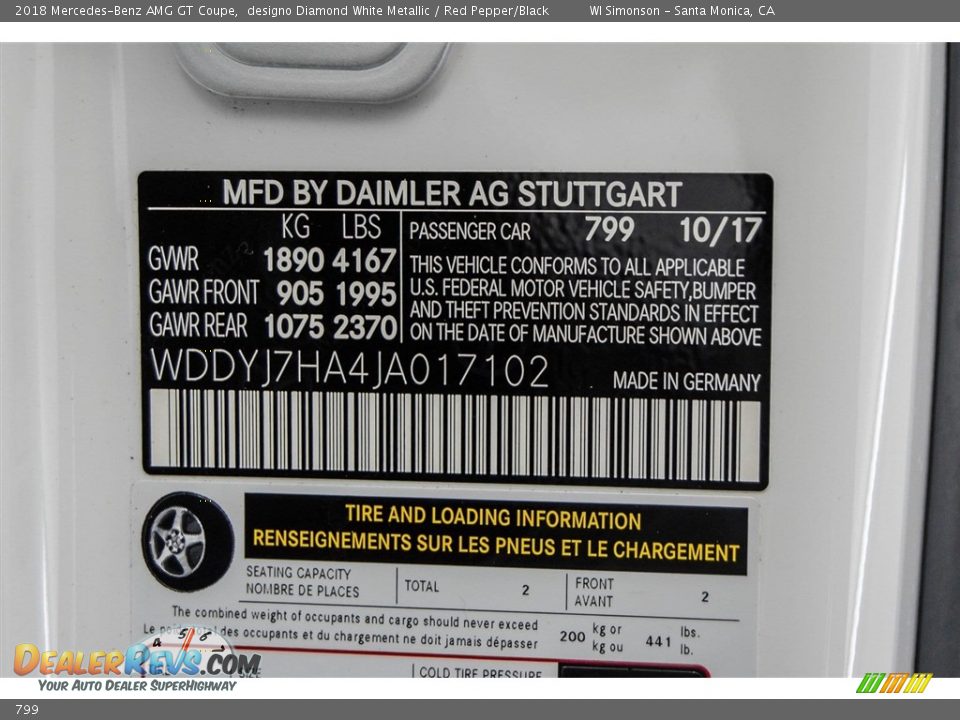 2018 Mercedes-Benz AMG GT Coupe, designo Diamond White Metallic / Red Pepper/Black WI Simonson - Santa Monica, CA
MFD BY DAIMLER AG STUTTGART
KG LBS
GVWR 1890 4167
GAWR FRONT 905 1995
GAWR REAR 1075 2370
PASSENGER CAR 799 10/17
THIS VEHICLE CONFORMS TO ALL APPLICABLE
U.S. FEDERAL MOTOR VEHICLE SAFETY,BUMPER
AND THEFT PREVENTION STANDARDS IN EFFECT
ON THE DATE OF MANUFACTURE SHOWN ABOVE
WDDYJ7HA4JA017102
MADE IN GERMANY
TIRE AND LOADING INFORMATION
RENSEIGNEMENTS SUR LES PNEUS ET LE CHARGEMENT
SEATING CAPACITY
NOMBRE DE PLACES
TOTAL 2
FRONT
AVANT
2
The combined weight of occupants and cargo should never exceed
Le total des occupants et du chargement ne doit jamais dépasser
200 kg or
kg ou
441 lbs.
lb.
COLD TIRE PRESSURE
4 5 6
DEALERREVS.COM
YOUR AUTO DEALER SUPERHIGHWAY
799